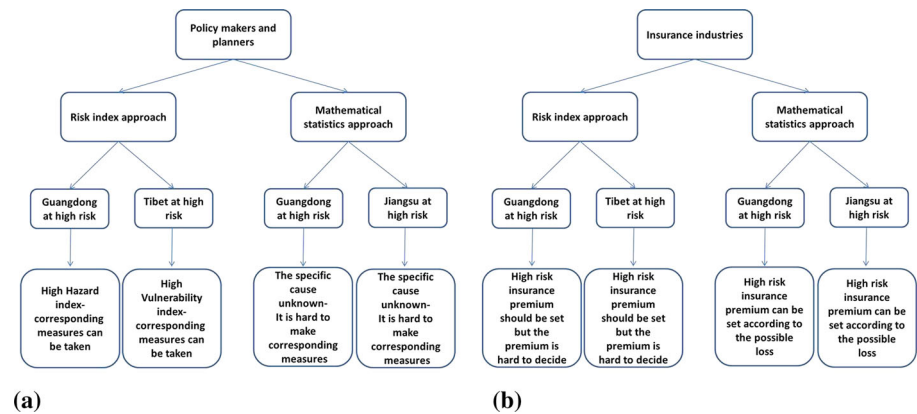 Policy makers and
planners
Risk index approach
Mathematical
statistics approach
Guangdong
at high risk
Tibet at high
risk
Guangdong
at high risk
Jiangsu at
high risk
High Hazard
index-
corresponding
measures can
be taken
High
Vulnerability
index-
corresponding
measures can
be taken
The specific
cause
unknown-
It is hard to
make
corresponding
measures
The specific
cause
unknown-
It is hard to
make
corresponding
measures
(a)
Insurance industries
Risk index approach
Mathematical
statistics approach
Guangdong
at high risk
Tibet at high
risk
Guangdong
at high risk
Jiangsu at
high risk
High risk
insurance
premium
should be set
but the
premium is
hard to decide
High risk
insurance
premium
should be set
but the
premium is
hard to decide
High risk
insurance
premium can be
set according to
the possible
loss
High risk
insurance
premium can be
set according to
the possible
loss
(b)